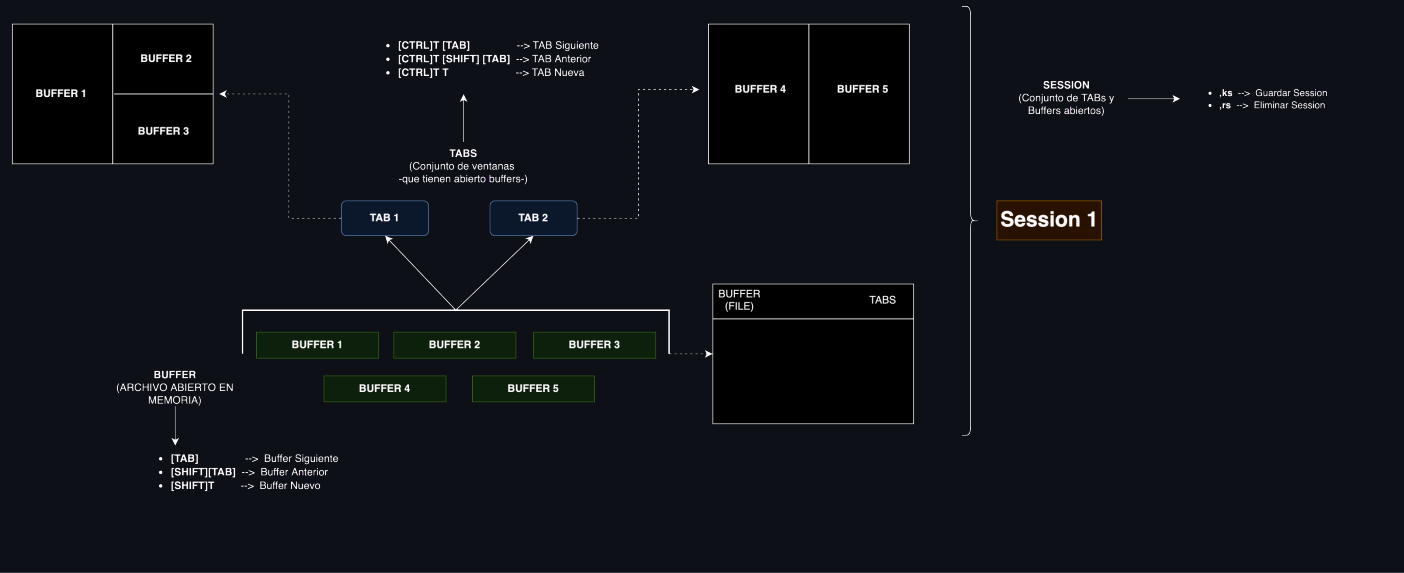 BUFFER 1
BUFFER 2
BUFFER 3
• [CTRL]T [TAB] --> TAB Siguiente
• [CTRL]T [SHIFT] [TAB] --> TAB Anterior
• [CTRL]T T --> TAB Nueva
TABS
(Conjunto de ventanas
-que tienen abierto buffers-)
BUFFER 4
BUFFER 5
SESSION
(Conjunto de TABs y
Buffers abiertos)
• ,ks --> Guardar Session
• ,rs --> Eliminar Session
TAB 1
TAB 2
Session 1
BUFFER 1
BUFFER 2
BUFFER 3
BUFFER 4
BUFFER 5
BUFFER
(FILE)
TABS
BUFFER
(ARCHIVO ABIERTO EN
MEMORIA)
• [TAB] --> Buffer Siguiente
• [SHIFT][TAB] --> Buffer Anterior
• [SHIFT]T --> Buffer Nuevo